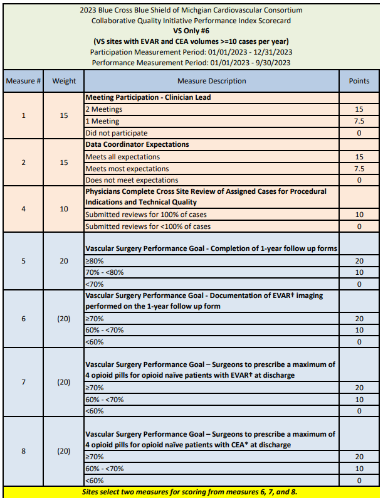 2023 Blue Cross Blue Shield of Michgian Cardiovascular Consortium
Collaborative Quality Initiative Performance Index Scorecard
VS Only #6
(VS sites with EVAR and CEA volumes >=10 cases per year)
Participation Measurement Period: 01/01/2023 - 12/31/2023
Performance Measurement Period: 01/01/2023 - 9/30/2023
Measure # Weight Measure Description Points
1 15 Meeting Participation - Clinician Lead
2 Meetings 15
1 Meeting 7.5
Did not participate 0
2 15 Data Coordinator Expectations
Meets all expectations 15
Meets most expectations 7.5
Does not meet expectations 0
4 10 Physicians Complete Cross Site Review of Assigned Cases for Procedural
Indications and Technical Quality
Submitted reviews for 100% of cases 10
Submitted reviews for <100% of cases 0
5 20 Vascular Surgery Performance Goal - Completion of 1-year follow up forms
≥80% 20
70% - <80% 10
<70% 0
6 (20) Vascular Surgery Performance Goal - Documentation of EVAR† imaging
performed on the 1-year follow up form
≥70% 20
60% - <70% 10
<60% 0
7 (20) Vascular Surgery Performance Goal – Surgeons to prescribe a maximum of
4 opioid pills for opioid naïve patients with EVAR† at discharge
≥70% 20
60% - <70% 10
<60% 0
8 (20) Vascular Surgery Performance Goal – Surgeons to prescribe a maximum of
4 opioid pills for opioid naïve patients with CEA* at discharge
≥70% 20
60% - <70% 10
<60% 0
Sites select two measures for scoring from measures 6, 7, and 8.